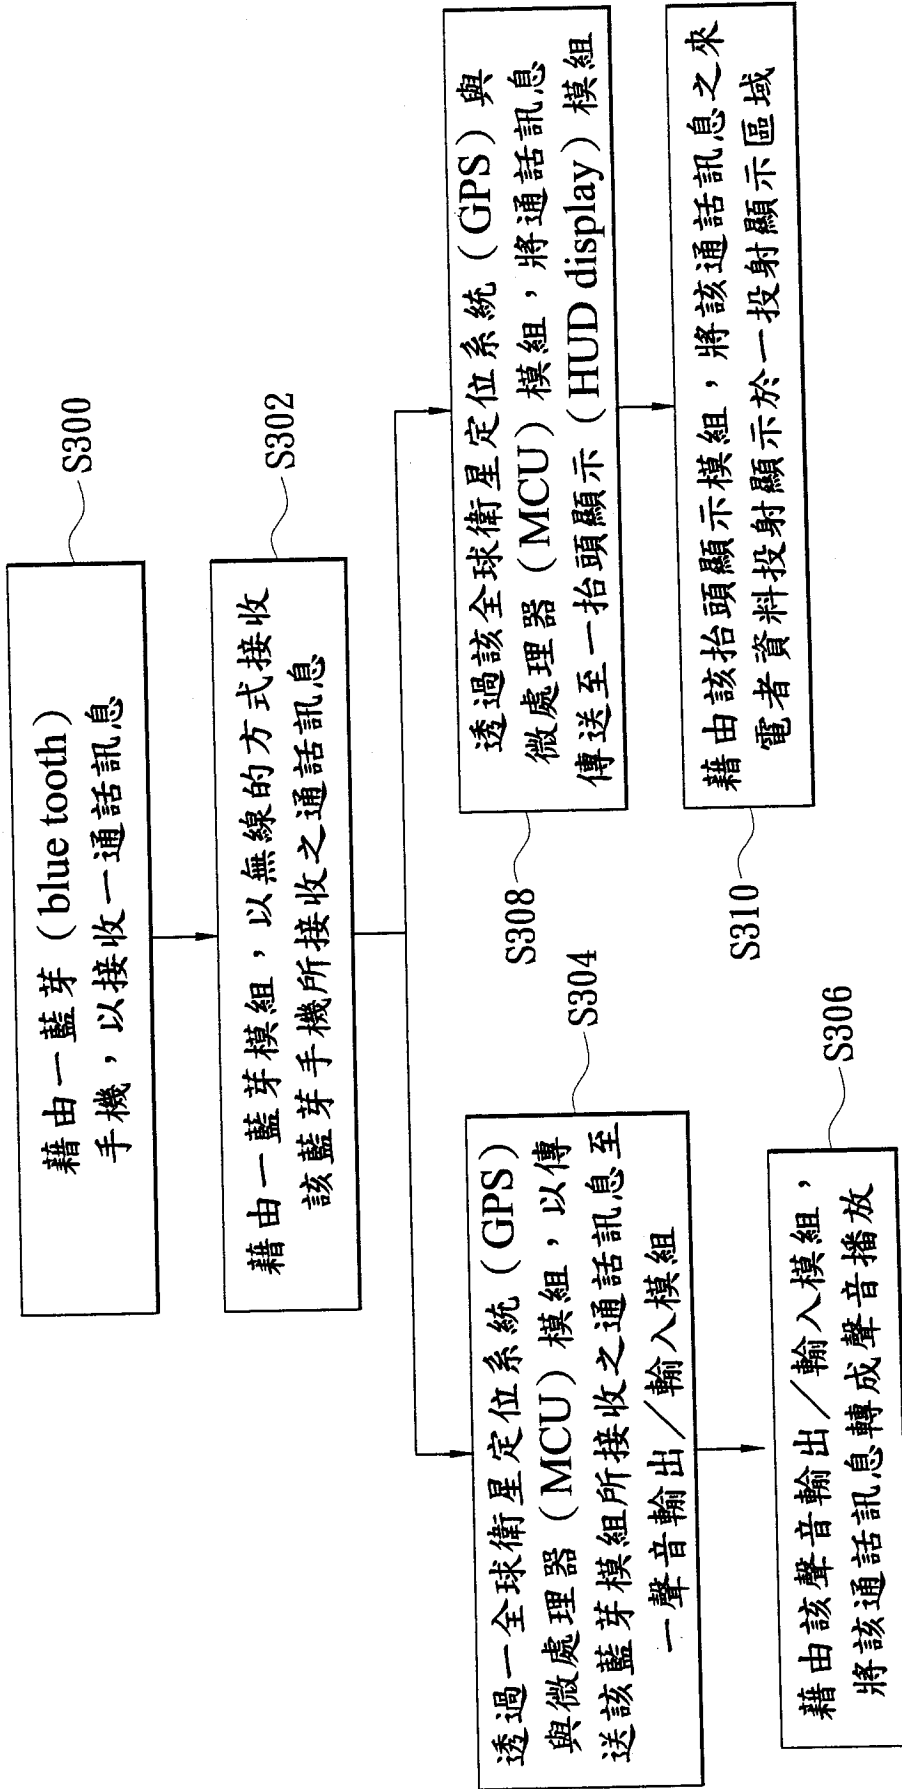 S300
藉由一藍芽(blue tooth)
手機，以接收一通話訊息
S302
藉由一藍芽模組，以無線的方式接收
該藍芽手機所接收之通話訊息
S304
透過一全球衛星定位系統(GPS)
與微處理器(MCU)模組，以傳
送該藍芽模組所接收之通話訊息至
一聲音輸出/輸入模組
S306
藉由該聲音輸出/輸入模組，
將該通話訊息轉成聲音播放
S308
透過該全球衛星定位系統(GPS)與
微處理器(MCU)模組，將通話訊息
傳送至一抬頭顯示(HUD display)模組
S310
藉由該抬頭顯示模組，將該通話訊息之來
電者資料投射顯示於一投射顯示區域